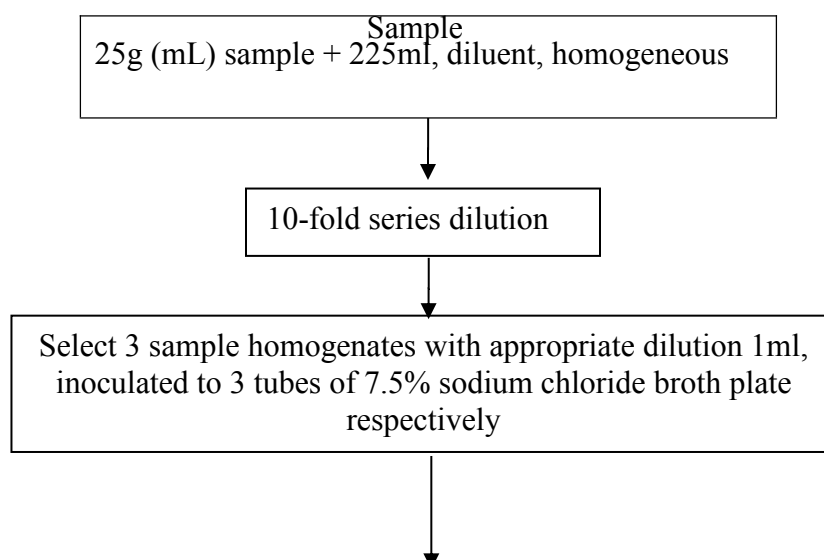 Sample
25g (mL) sample + 225ml, diluent, homogeneous
10-fold series dilution
Select 3 sample homogenates with appropriate dilution 1ml,
inoculated to 3 tubes of 7.5% sodium chloride broth plate
respectively